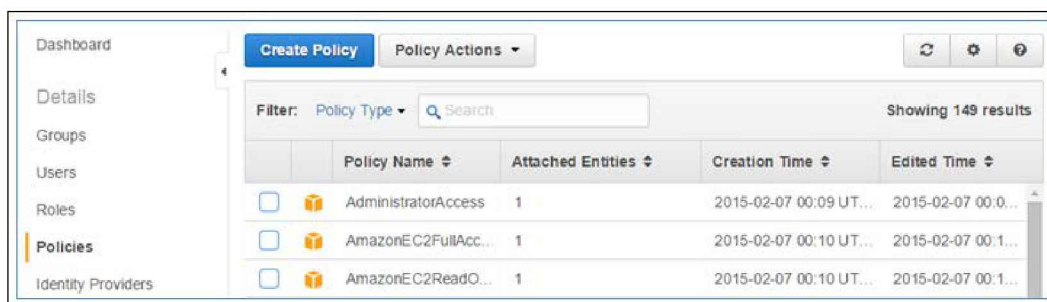 Dashboard
Details
Groups
Users
Roles
Policies
Identity Providers
Create Policy
Policy Actions
Filter: Policy Type Search Showing 149 results
Policy Name Attached Entities Creation Time Edited Time
AdministratorAccess 1 2015-02-07 00:09 UT... 2015-02-07 00:0...
AmazonEC2FullAcc... 1 2015-02-07 00:10 UT... 2015-02-07 00:1...
AmazonEC2ReadO... 1 2015-02-07 00:10 UT... 2015-02-07 00:1...